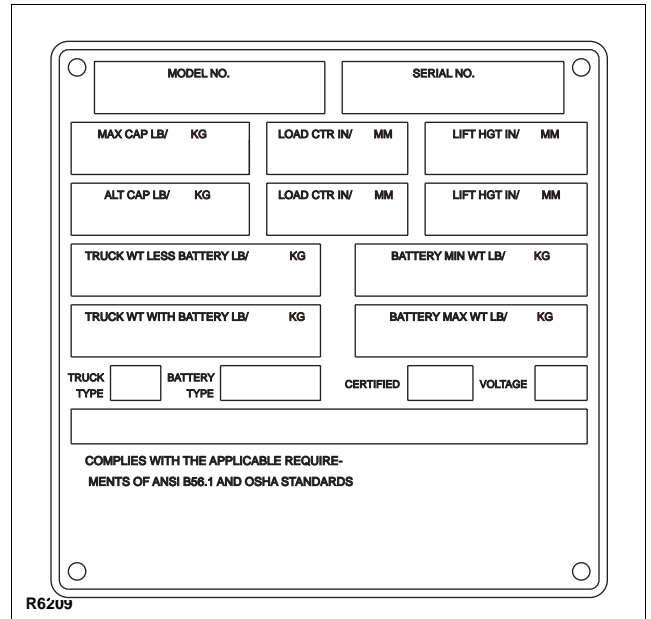 MODEL NO. SERIAL NO.
MAX CAP LB/ KG LOAD CTR IN/ MM LIFT HGT IN/ MM
ALT CAP LB/ KG LOAD CTR IN/ MM LIFT HGT IN/ MM
TRUCK WT LESS BATTERY LB/ KG BATTERY MIN WT LB/ KG
TRUCK WT WITH BATTERY LB/ KG BATTERY MAX WT LB/ KG
TRUCK TYPE BATTERY TYPE CERTIFIED VOLTAGE
COMPLIES WITH THE APPLICABLE REQUIRE-
MENTS OF ANSI B56.1 AND OSHA STANDARDS
R6209